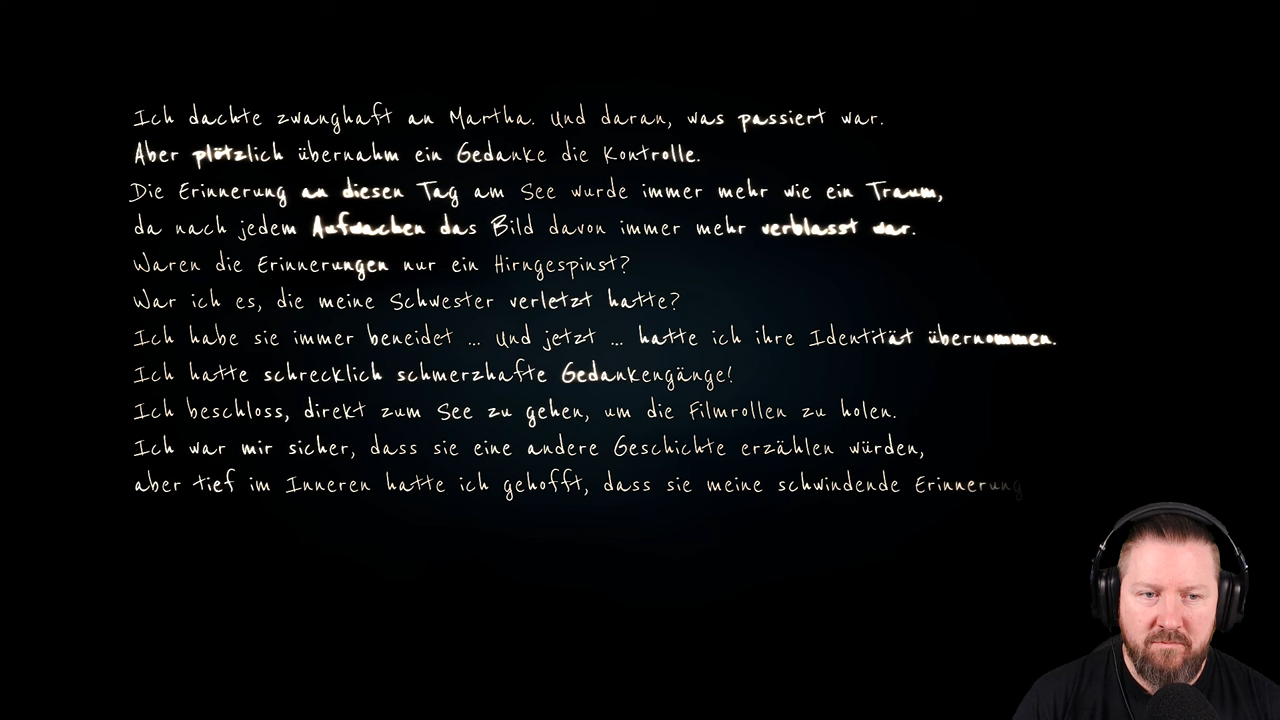 Ich dachte zwanghaft an Martha. Und daran, was passiert war.
Aber plötzlich übernahm ein Gedanke die Kontrolle.
Die Erinnerung an diesen Tag am See wurde immer mehr wie ein Traum,
da nach jedem Aufwachen das Bild davon immer mehr verblasst war.
Waren die Erinnerungen nur ein Hirngespinst?
War ich es, die meine Schwester verletzt hatte?
Ich habe sie immer beneidet ... Und jetzt ... hatte ich ihre Identität übernommen.
Ich hatte schrecklich schmerzhafte Gedankengänge!
Ich beschloss, direkt zum See zu gehen, um die Filmrollen zu holen.
Ich war mir sicher, dass sie eine andere Geschichte erzählen würden,
aber tief im Inneren hatte ich gehofft, dass sie meine schwindende Erinnerung